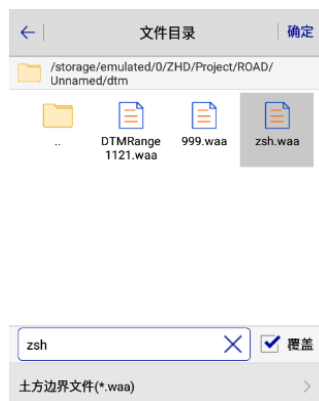 文件目录
确定
/storage/emulated/0/ZHD/Project/ROAD/
Unnamed/dtm
..
DTMRange
1121.waa
999.waa
zsh.waa
zsh
覆盖
土方边界文件(*.waa)